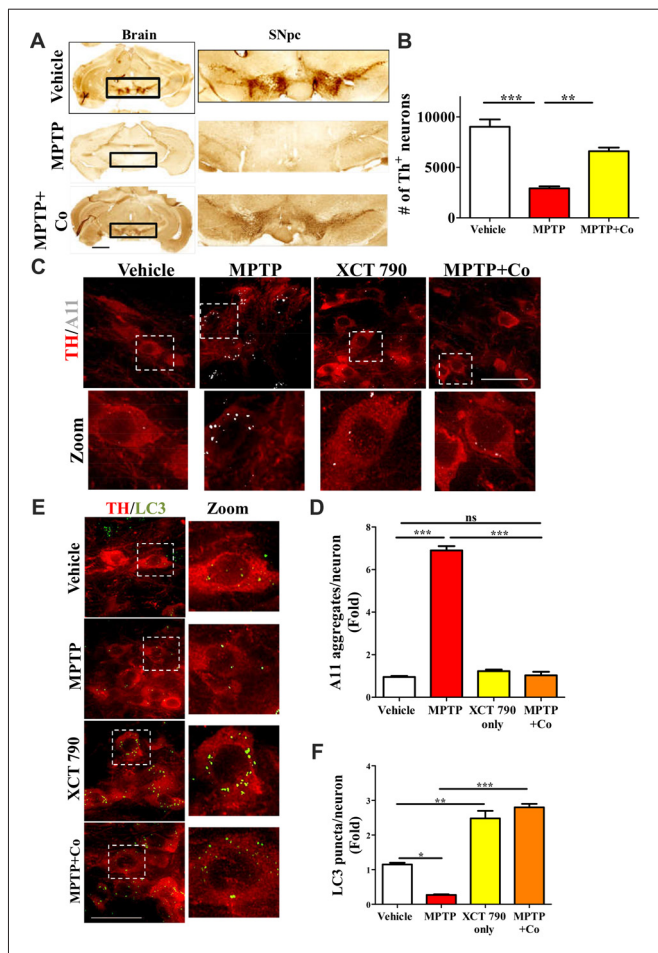 A
Brain
SNpc
Vehicle
MPTP
MPTP+
Co
B
# of Th+ neurons
10000
5000
0
***
**
Vehicle
MPTP
MPTP+Co
C
Vehicle
MPTP
XCT 790
MPTP+Co
TH/A11
Zoom
E
TH/LC3
Zoom
Vehicle
MPTP
XCT 790
MPTP+Co
D
A11 aggregates/neuron
(Fold)
8
6
4
2
0
ns
***
***
Vehicle
MPTP
XCT 790
only
MPTP
+Co
F
LC3 puncta/neuron
(Fold)
4
3
2
1
0
***
**
*
Vehicle
MPTP
XCT 790
only
MPTP
+Co